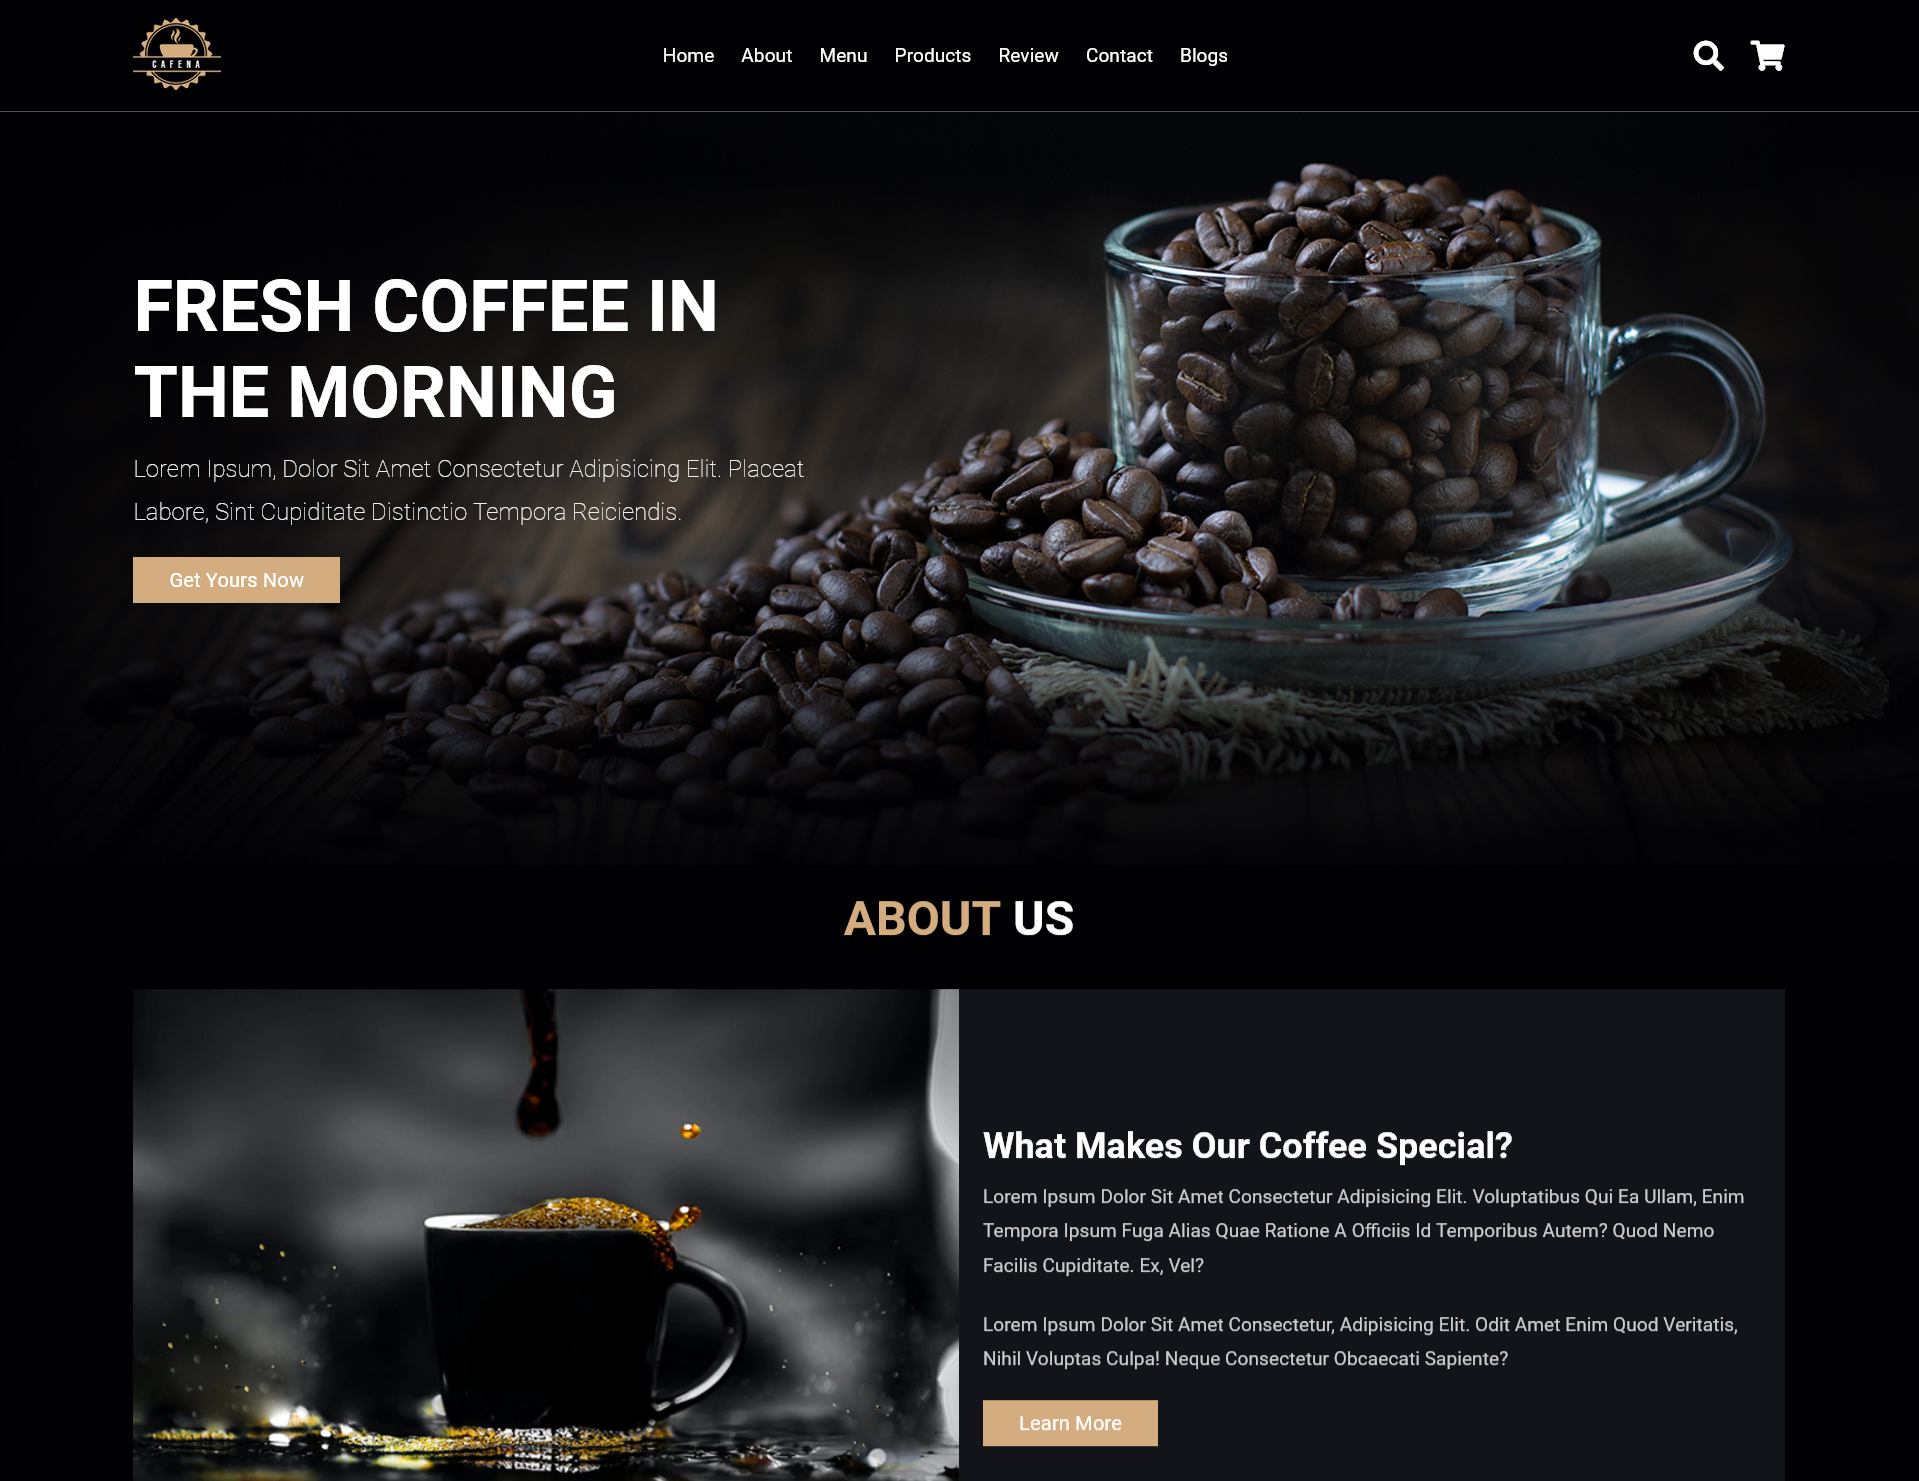 CAFENA
Home About Menu Products Review Contact Blogs
FRESH COFFEE IN
THE MORNING
Lorem Ipsum, Dolor Sit Amet Consectetur Adipisicing Elit. Placeat
Labore, Sint Cupiditate Distinctio Tempora Reiciendis.
Get Yours Now
ABOUT US
What Makes Our Coffee Special?
Lorem Ipsum Dolor Sit Amet Consectetur Adipisicing Elit. Voluptatibus Qui Ea Ullam, Enim
Tempora Ipsum Fuga Alias Quae Ratione A Officiis Id Temporibus Autem? Quod Nemo
Facilis Cupiditate. Ex, Vel?
Lorem Ipsum Dolor Sit Amet Consectetur, Adipisicing Elit. Odit Amet Enim Quod Veritatis,
Nihil Voluptas Culpa! Neque Consectetur Obcaecati Sapiente?
Learn More